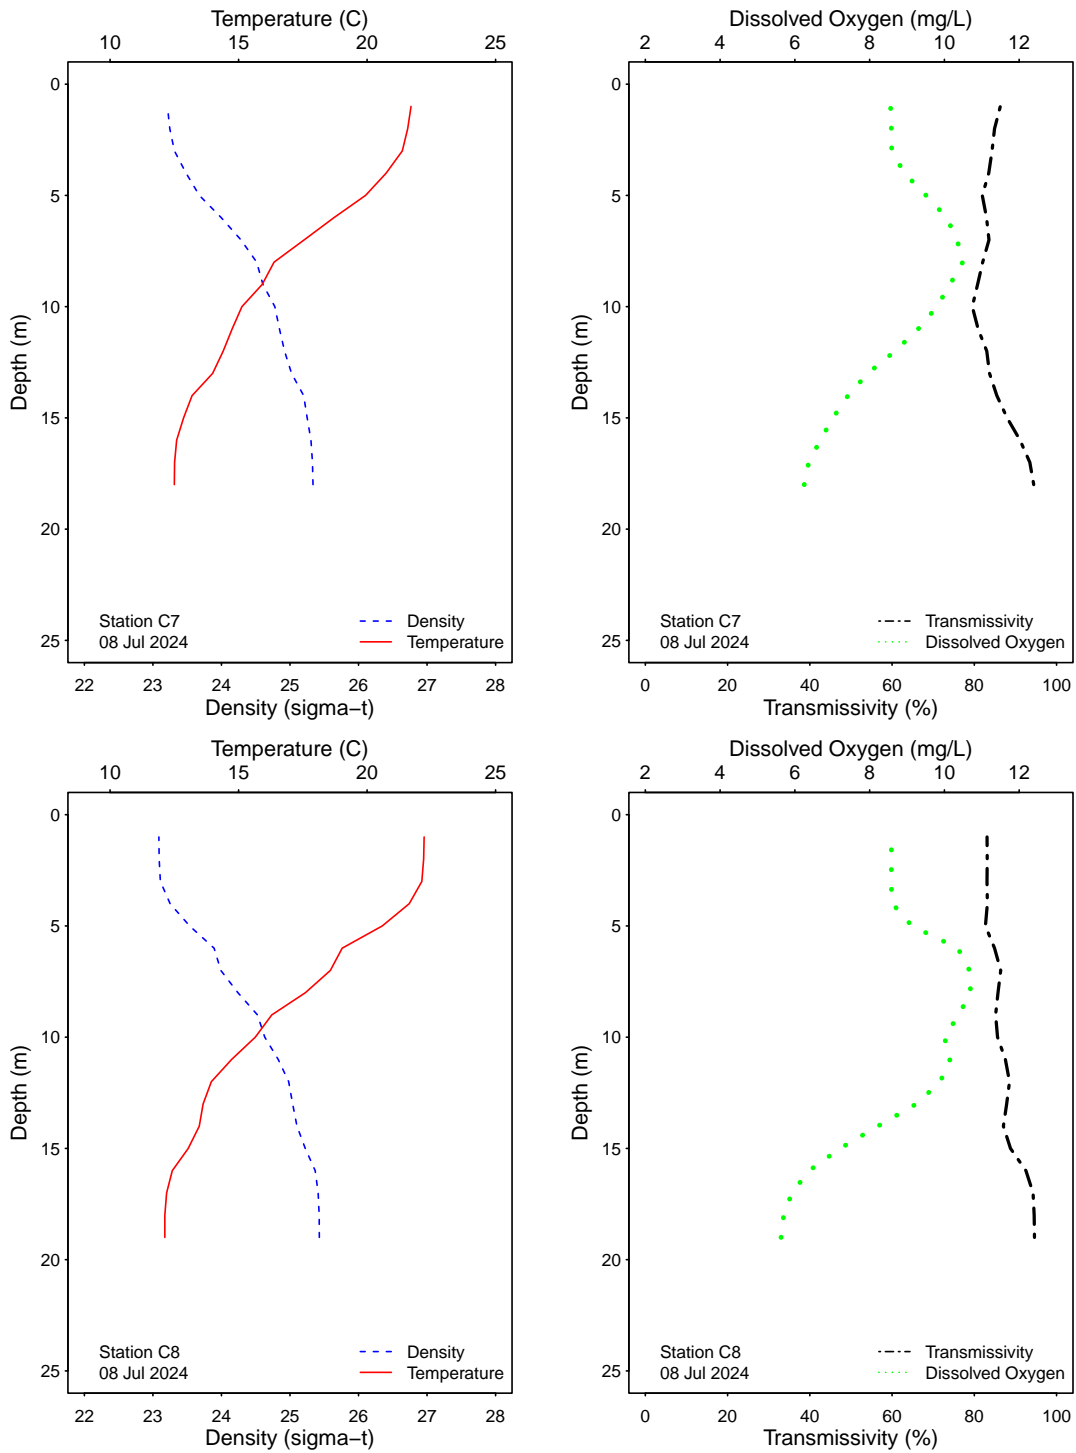 Temperature (C)
10 15 20 25
0
5
10
15
20
25
Depth (m)
Station C7
08 Jul 2024
Density
Temperature
22 23 24 25 26 27 28
Density (sigma−t)
Dissolved Oxygen (mg/L)
2 4 6 8 10 12
0
5
10
15
20
25
Depth (m)
Station C7
08 Jul 2024
Transmissivity
Dissolved Oxygen
0 20 40 60 80 100
Transmissivity (%)
Temperature (C)
10 15 20 25
0
5
10
15
20
25
Depth (m)
Station C8
08 Jul 2024
Density
Temperature
22 23 24 25 26 27 28
Density (sigma−t)
Dissolved Oxygen (mg/L)
2 4 6 8 10 12
0
5
10
15
20
25
Depth (m)
Station C8
08 Jul 2024
Transmissivity
Dissolved Oxygen
0 20 40 60 80 100
Transmissivity (%)